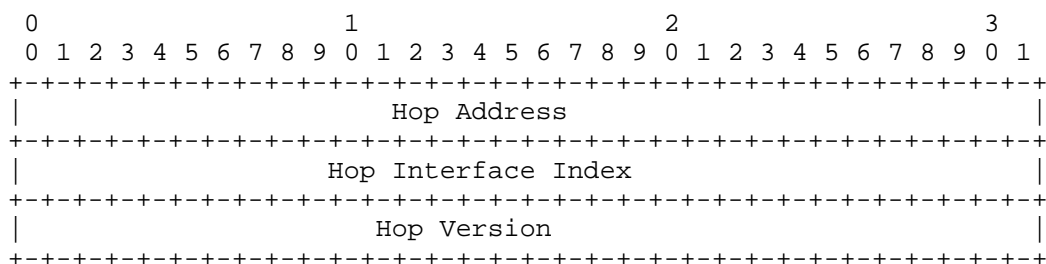 0                   1                   2                   3
 0 1 2 3 4 5 6 7 8 9 0 1 2 3 4 5 6 7 8 9 0 1 2 3 4 5 6 7 8 9 0 1
+-+-+-+-+-+-+-+-+-+-+-+-+-+-+-+-+-+-+-+-+-+-+-+-+-+-+-+-+-+-+-+-+
|                       Hop Address                             |
+-+-+-+-+-+-+-+-+-+-+-+-+-+-+-+-+-+-+-+-+-+-+-+-+-+-+-+-+-+-+-+-+
|                   Hop Interface Index                         |
+-+-+-+-+-+-+-+-+-+-+-+-+-+-+-+-+-+-+-+-+-+-+-+-+-+-+-+-+-+-+-+-+
|                      Hop Version                              |
+-+-+-+-+-+-+-+-+-+-+-+-+-+-+-+-+-+-+-+-+-+-+-+-+-+-+-+-+-+-+-+-+